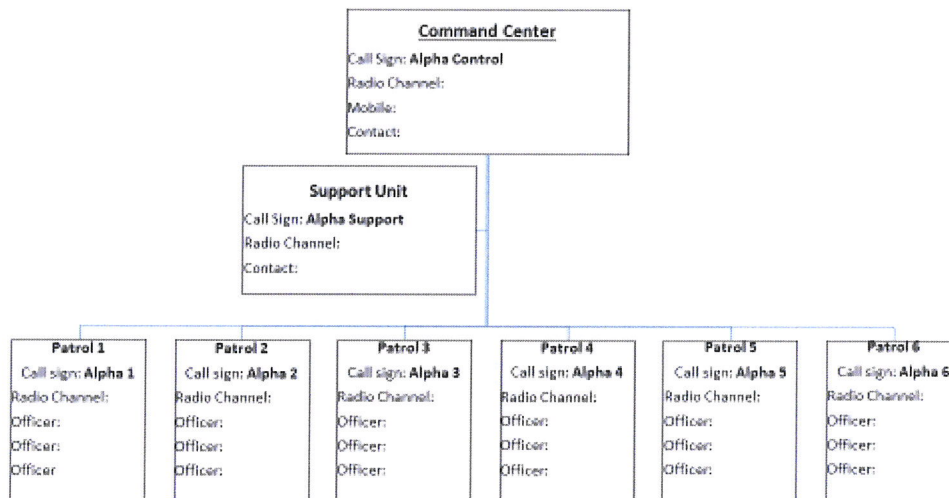 Command Center
Call Sign: Alpha Control
Radio Channel:
Mobile:
Contact:
Support Unit
Call Sign: Alpha Support
Radio Channel:
Contact:
Patrol 1
Call sign: Alpha 1
Radio Channel:
Officer:
Officer:
Officer
Patrol 2
Call sign: Alpha 2
Radio Channel:
Officer:
Officer:
Officer:
Patrol 3
Call sign: Alpha 3
Radio Channel:
Officer:
Officer:
Officer:
Patrol 4
Call sign: Alpha 4
Radio Channel:
Officer:
Officer:
Officer:
Patrol 5
Call sign: Alpha 5
Radio Channel:
Officer:
Officer:
Officer:
Patrol 6
Call sign: Alpha 6
Radio Channel:
Officer:
Officer:
Officer: